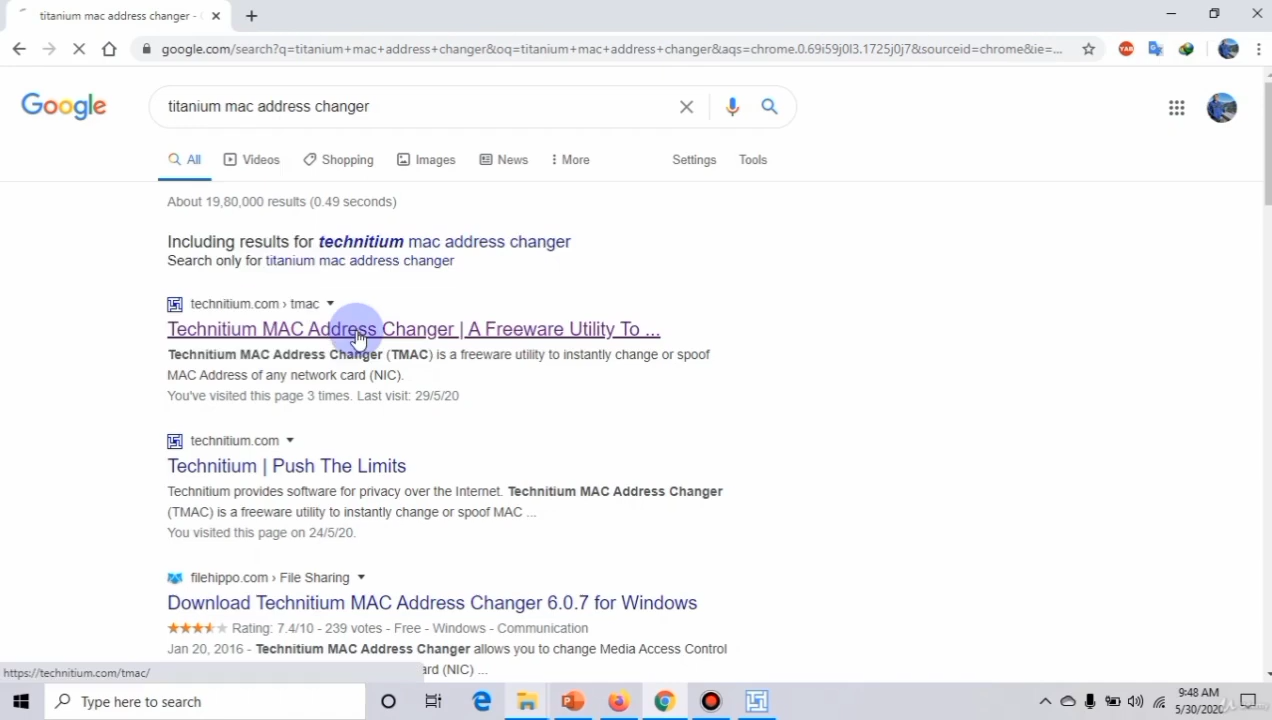 titanium mac address changer -
google.com/search?q=titanium+mac+address+changer&oq=titanium+mac+address+changer&aqs=chrome.0.69i59j0l3.1725j0j7&sourceid=chrome&ie=...
Google
titanium mac address changer
All Videos Shopping Images News More Settings Tools
About 19,80,000 results (0.49 seconds)
Including results for technitium mac address changer
Search only for titanium mac address changer
technitium.com › tmac
Technitium MAC Address Changer | A Freeware Utility To ...
Technitium MAC Address Changer (TMAC) is a freeware utility to instantly change or spoof
MAC Address of any network card (NIC).
You've visited this page 3 times. Last visit: 29/5/20
technitium.com
Technitium | Push The Limits
Technitium provides software for privacy over the Internet. Technitium MAC Address Changer
(TMAC) is a freeware utility to instantly change or spoof MAC ...
You visited this page on 24/5/20.
filehippo.com › File Sharing
Download Technitium MAC Address Changer 6.0.7 for Windows
Rating: 7.4/10 - 239 votes - Free - Windows - Communication
Jan 20, 2016 - Technitium MAC Address Changer allows you to change Media Access Control
ard (NIC) ...
https://technitium.com/tmac/
Type here to search
9:48 AM
5/30/2020